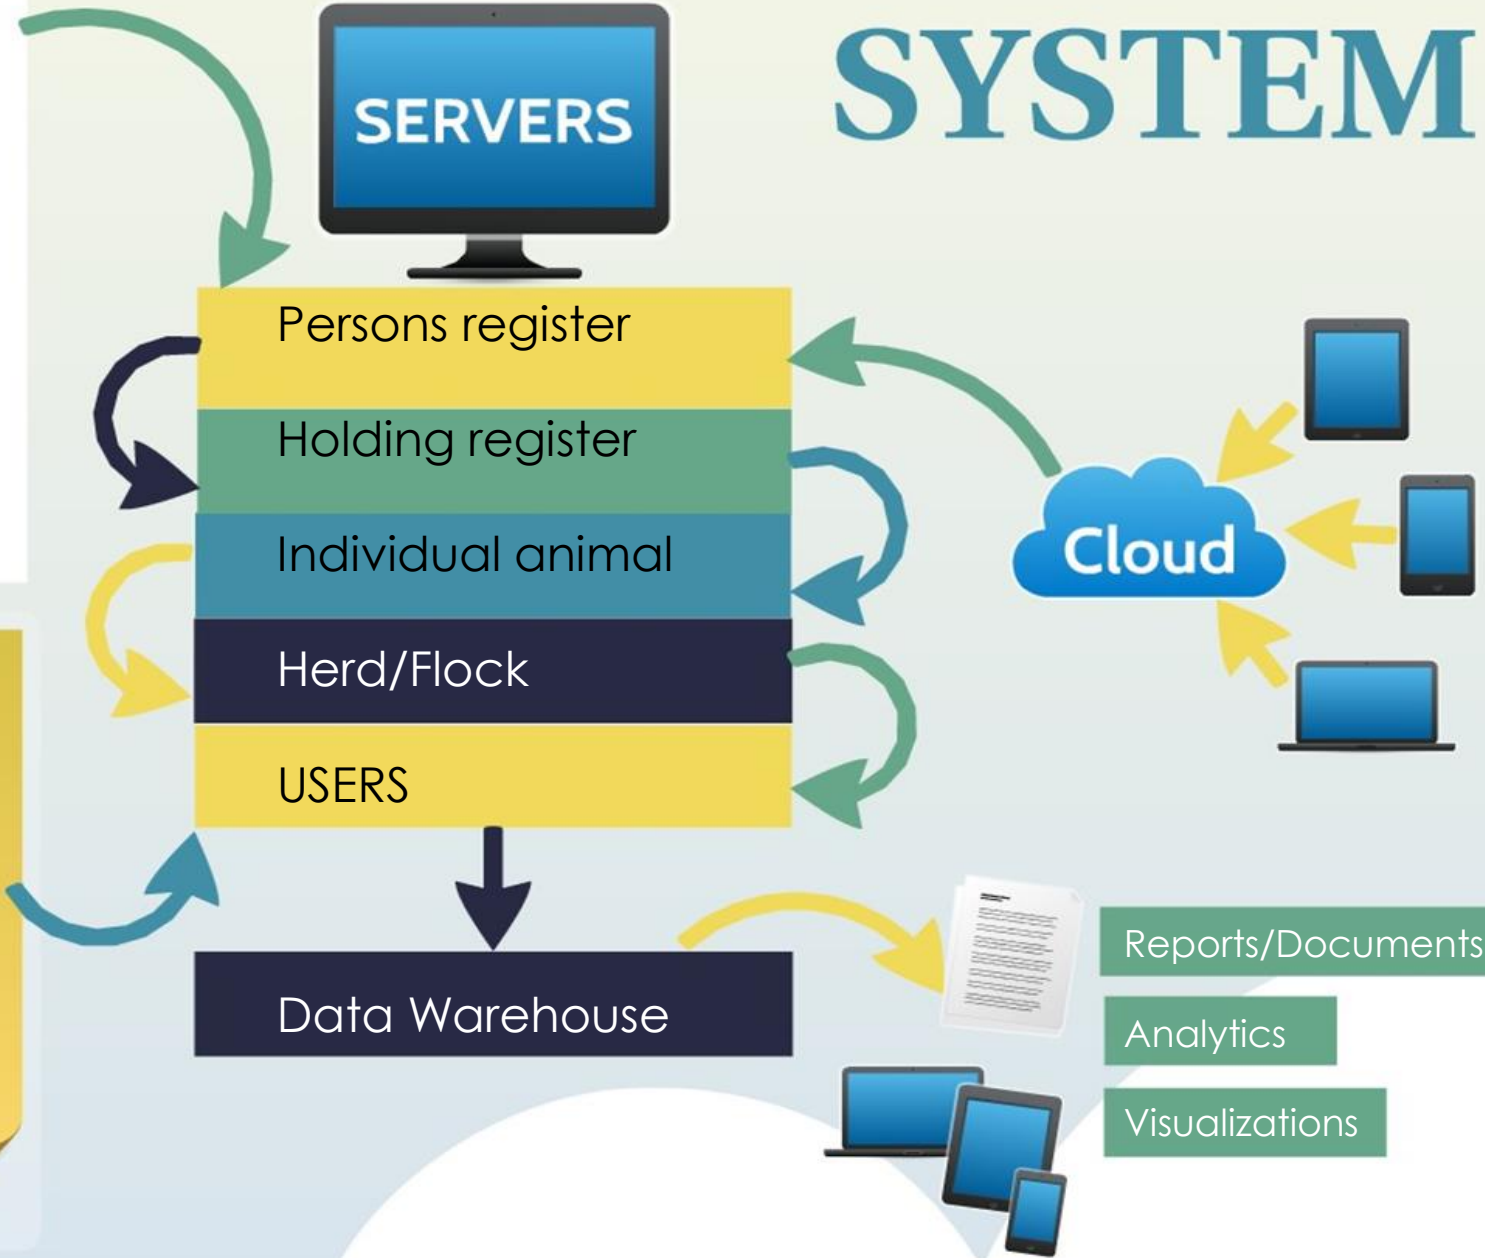 SYSTEM
SERVERS
Persons register
Holding register
Individual animal
Herd/Flock
USERS
Cloud
Data Warehouse
Reports/Documents
Analytics
Visualizations